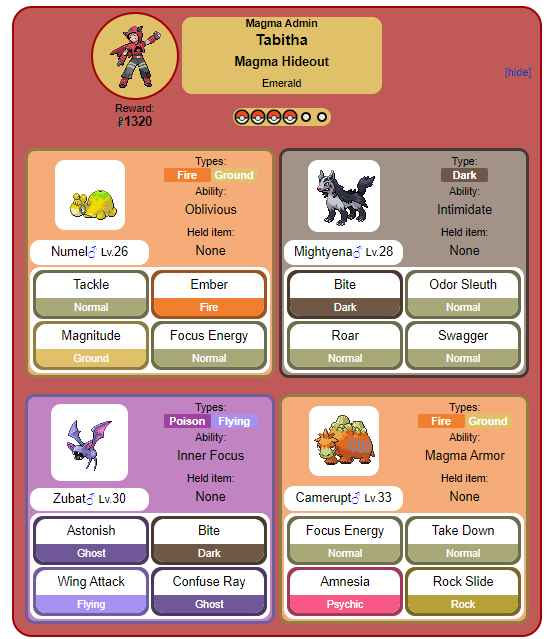 Magma Admin
Tabitha
Magma Hideout
Emerald
[hide]
Reward:
₽1320
Types:
Fire Ground
Ability:
Oblivious
Held item:
None
Numel♂ Lv.26
Tackle
Normal
Ember
Fire
Magnitude
Ground
Focus Energy
Normal
Type:
Dark
Ability:
Intimidate
Held item:
None
Mightyena♂ Lv.28
Bite
Dark
Odor Sleuth
Normal
Roar
Normal
Swagger
Normal
Types:
Poison Flying
Ability:
Inner Focus
Held item:
None
Zubat♂ Lv.30
Astonish
Ghost
Bite
Dark
Wing Attack
Flying
Confuse Ray
Ghost
Types:
Fire Ground
Ability:
Magma Armor
Held item:
None
Camerupt♂ Lv.33
Focus Energy
Normal
Take Down
Normal
Amnesia
Psychic
Rock Slide
Rock